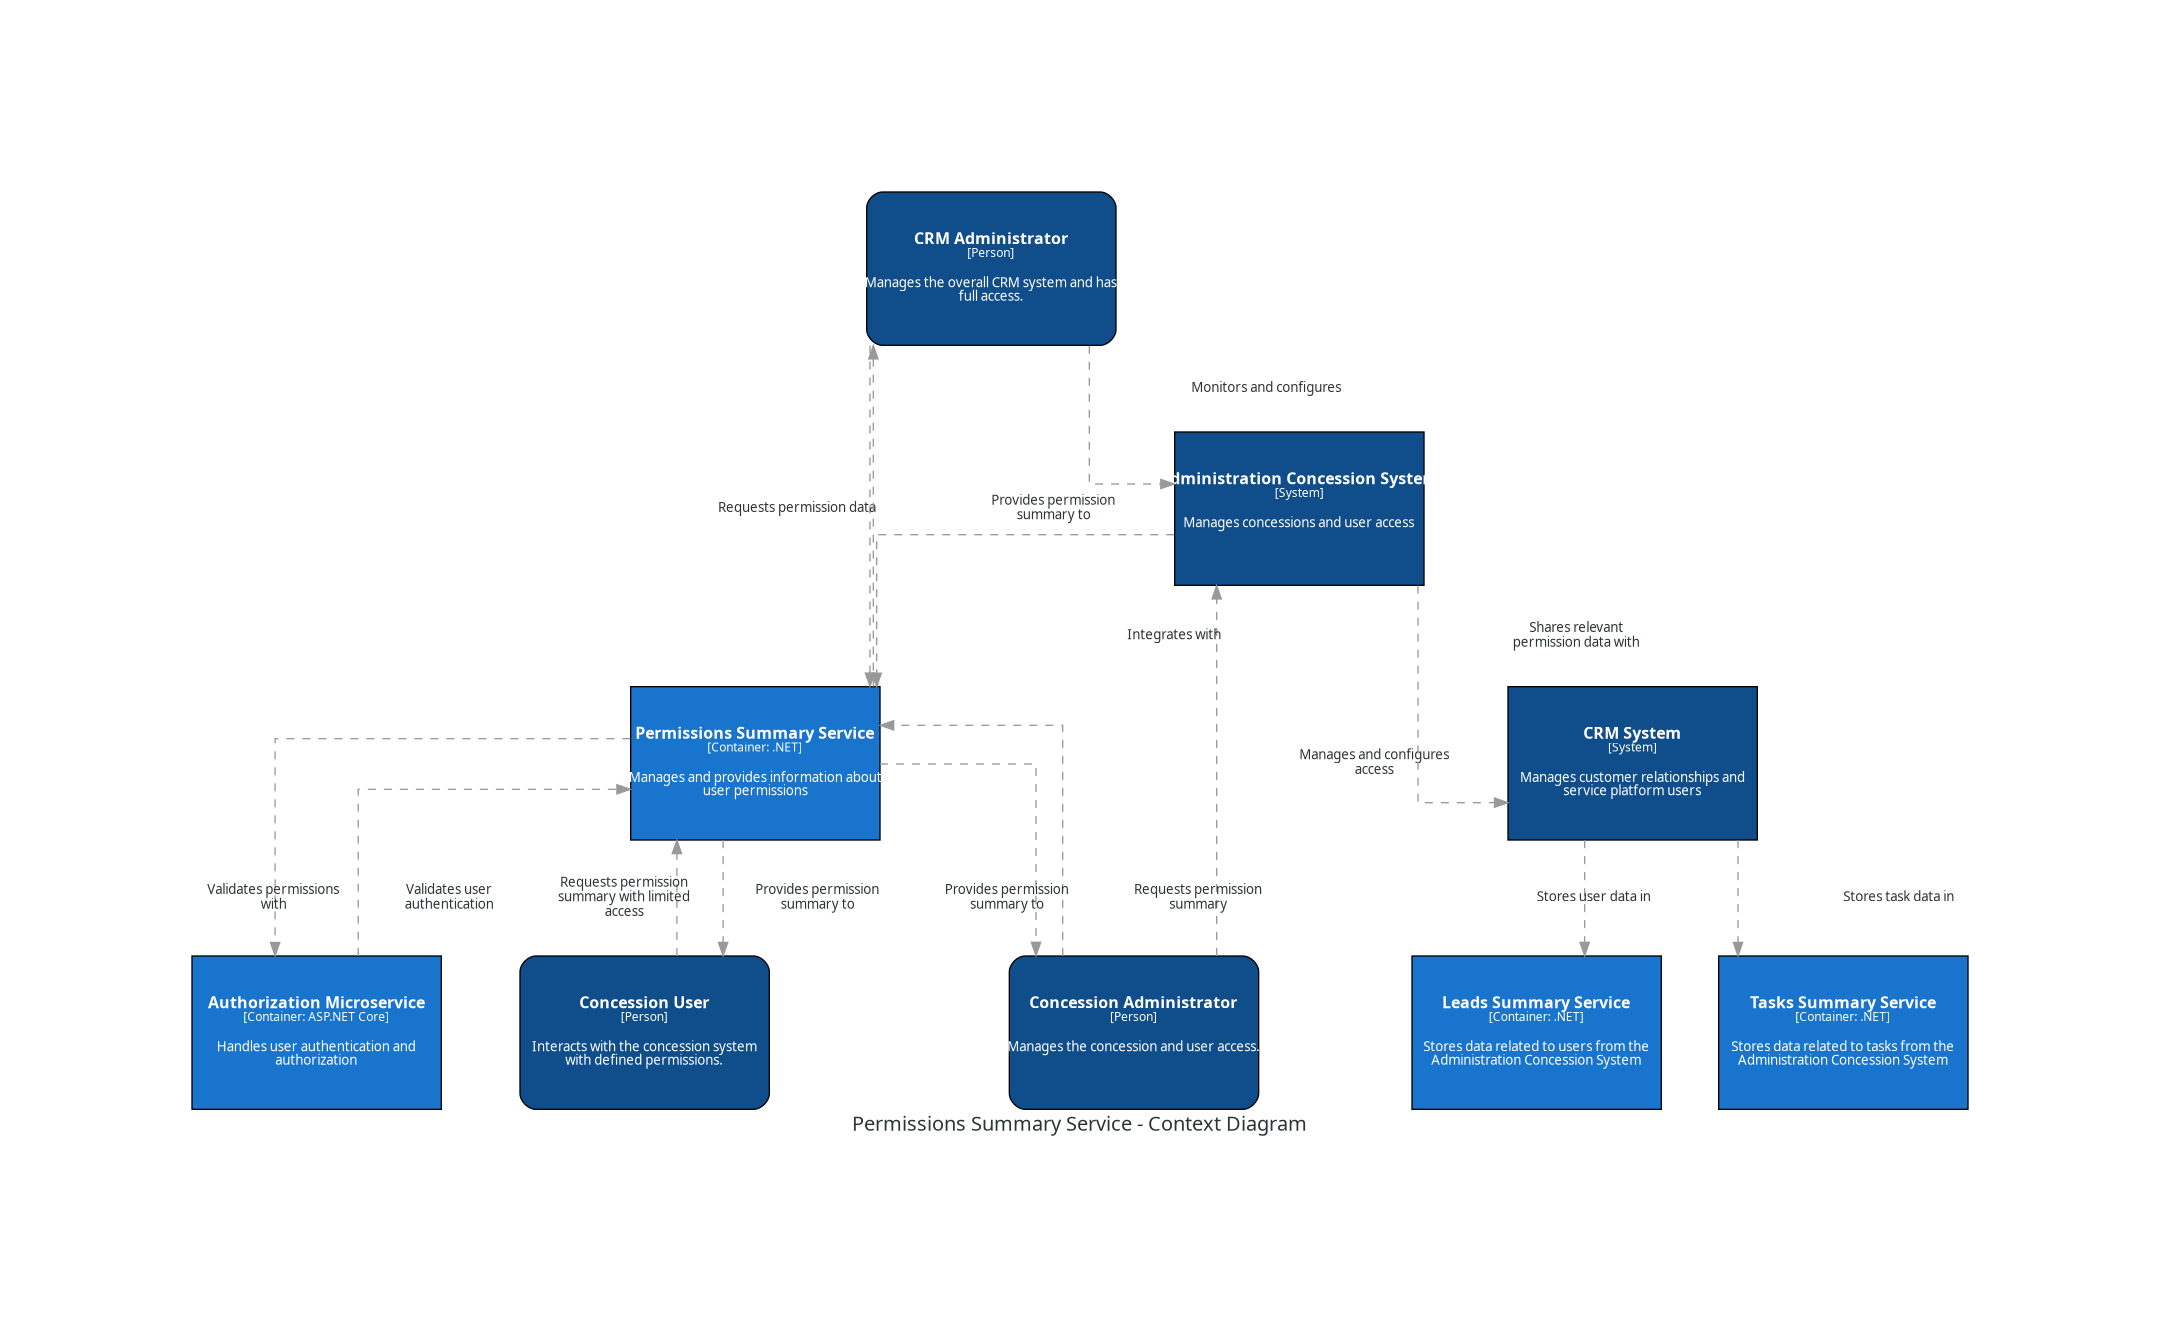 CRM Administrator
[Person]
Manages the overall CRM system and has
full access.
Monitors and configures
dministration Concession System
[System]
Manages concessions and user access
Requests permission data
Provides permission
summary to
Integrates with
Shares relevant
permission data with
Permissions Summary Service
[Container: .NET]
Manages and provides information about
user permissions
Manages and configures
access
CRM System
[System]
Manages customer relationships and
service platform users
Validates permissions
with
Validates user
authentication
Requests permission
summary with limited
access
Provides permission
summary to
Provides permission
summary to
Requests permission
summary
Stores user data in
Stores task data in
Authorization Microservice
[Container: ASP.NET Core]
Handles user authentication and
authorization
Concession User
[Person]
Interacts with the concession system
with defined permissions.
Concession Administrator
[Person]
Manages the concession and user access.
Leads Summary Service
[Container: .NET]
Stores data related to users from the
Administration Concession System
Tasks Summary Service
[Container: .NET]
Stores data related to tasks from the
Administration Concession System
Permissions Summary Service - Context Diagram